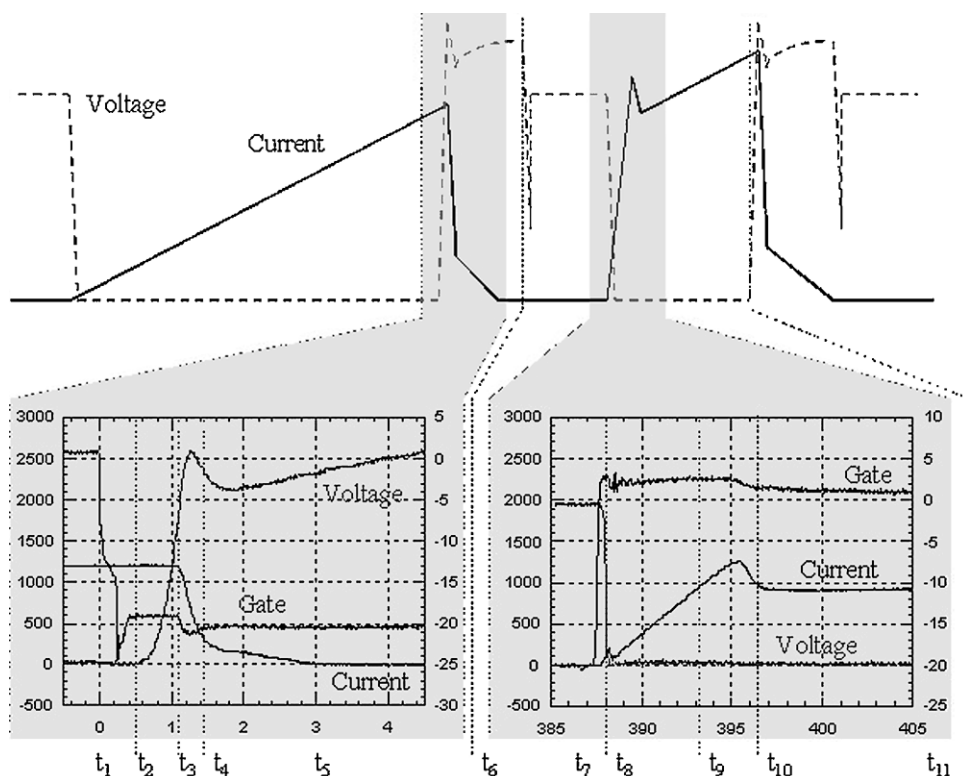 Voltage
Current
3000 5 3000 10
2500 0 2500 5
Voltage Gate
2000 -5 2000 0
1500 -10 1500 -5
Current
1000 -15 1000 -10
Gate
500 -20 500 -15
Voltage
0 -25 0 -20
Current
-500 -30 -500 -25
0 1 2 3 4 385 390 395 400 405
t1 t2 t3 t4 t5 t6 t7 t8 t9 t10 t11